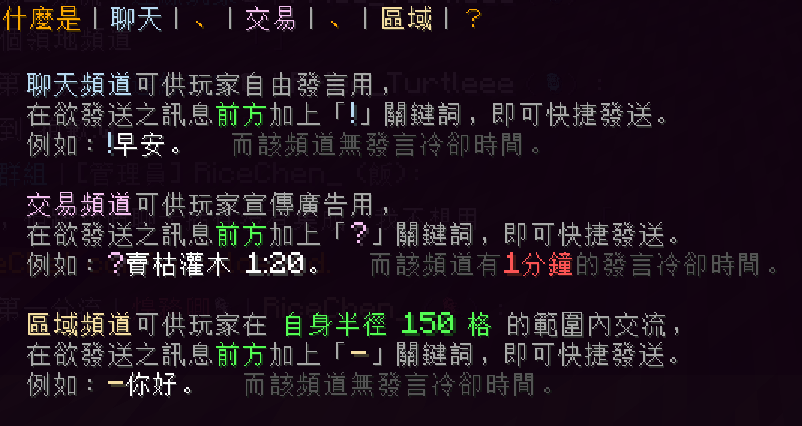 什麼是|聊天|、|交易|、|區域|?
聊天頻道可供玩家自由發言用,
在欲發送之訊息前方加上「!」關鍵詞,即可快捷發送。
例如:!早安。 而該頻道無發言冷卻時間。
交易頻道可供玩家宣傳廣告用,
在欲發送之訊息前方加上「?」關鍵詞,即可快捷發送。
例如:?賣枯灌木 1:20。 而該頻道有1分鐘的發言冷卻時間。
區域頻道可供玩家在 自身半徑 150 格 的範圍內交流,
在欲發送之訊息前方加上「-」關鍵詞,即可快捷發送。
例如:-你好。 而該頻道無發言冷卻時間。